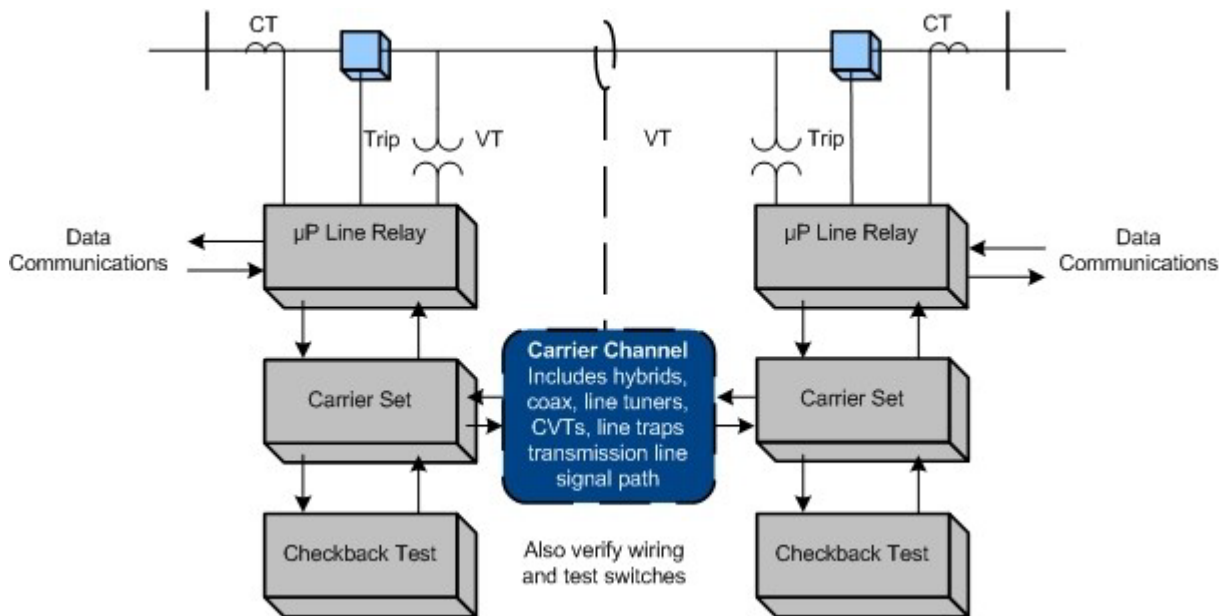 CT
CT
Trip
VT
VT
Trip
µP Line Relay
µP Line Relay
Data
Communications
Data
Communications
Carrier Channel
Includes hybrids,
coax, line tuners,
CVTs, line traps
transmission line
signal path
Carrier Set
Carrier Set
Checkback Test
Also verify wiring
and test switches
Checkback Test